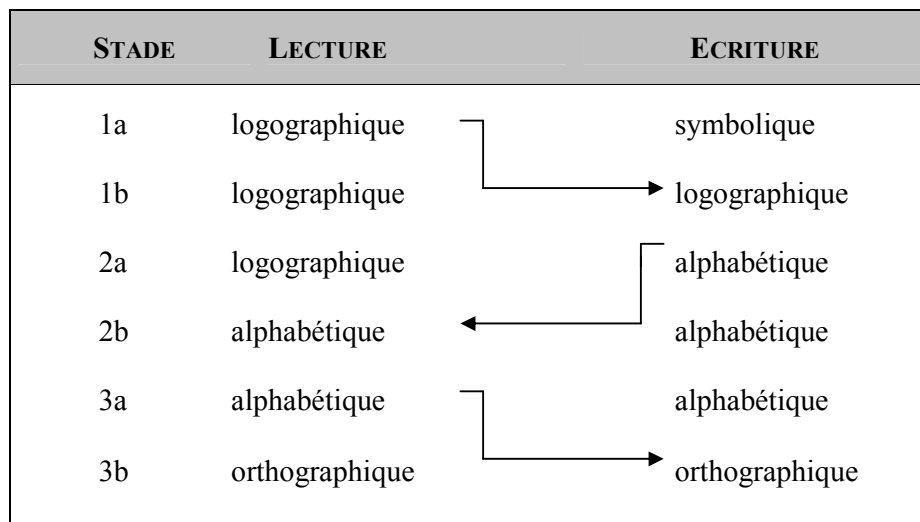 STADE LECTURE ECRITURE
1a logographique symbolique
1b logographique logographique
2a logographique alphabétique
2b alphabétique alphabétique
3a alphabétique alphabétique
3b orthographique orthographique